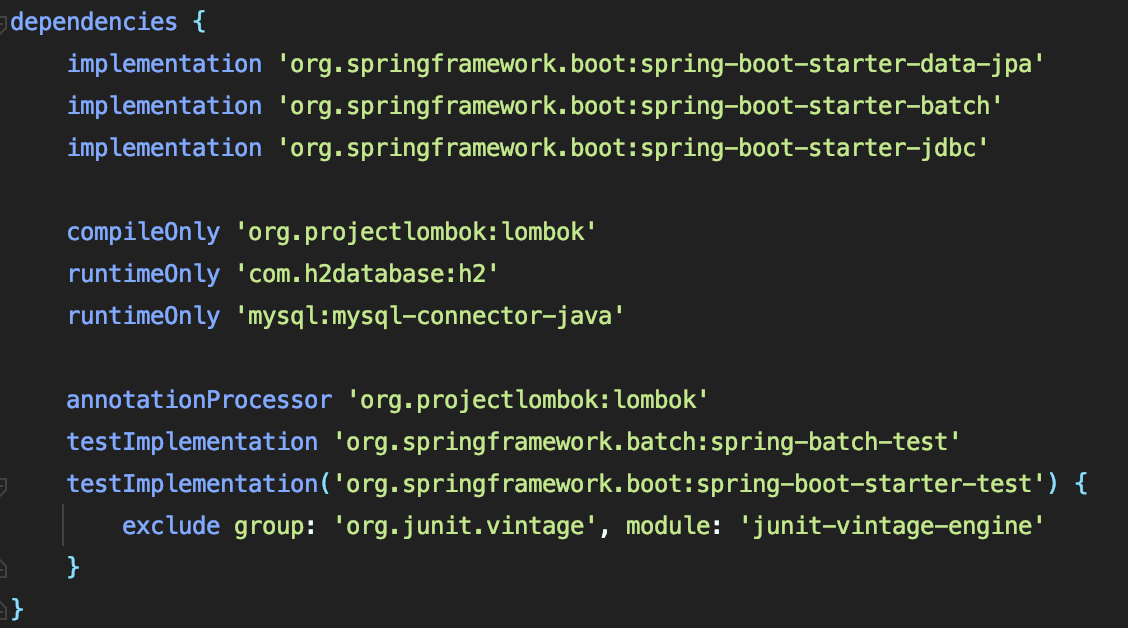 dependencies {
    implementation 'org.springframework.boot:spring-boot-starter-data-jpa'
    implementation 'org.springframework.boot:spring-boot-starter-batch'
    implementation 'org.springframework.boot:spring-boot-starter-jdbc'

    compileOnly 'org.projectlombok:lombok'
    runtimeOnly 'com.h2database:h2'
    runtimeOnly 'mysql:mysql-connector-java'

    annotationProcessor 'org.projectlombok:lombok'
    testImplementation 'org.springframework.batch:spring-batch-test'
    testImplementation('org.springframework.boot:spring-boot-starter-test') {
        exclude group: 'org.junit.vintage', module: 'junit-vintage-engine'
    }
}